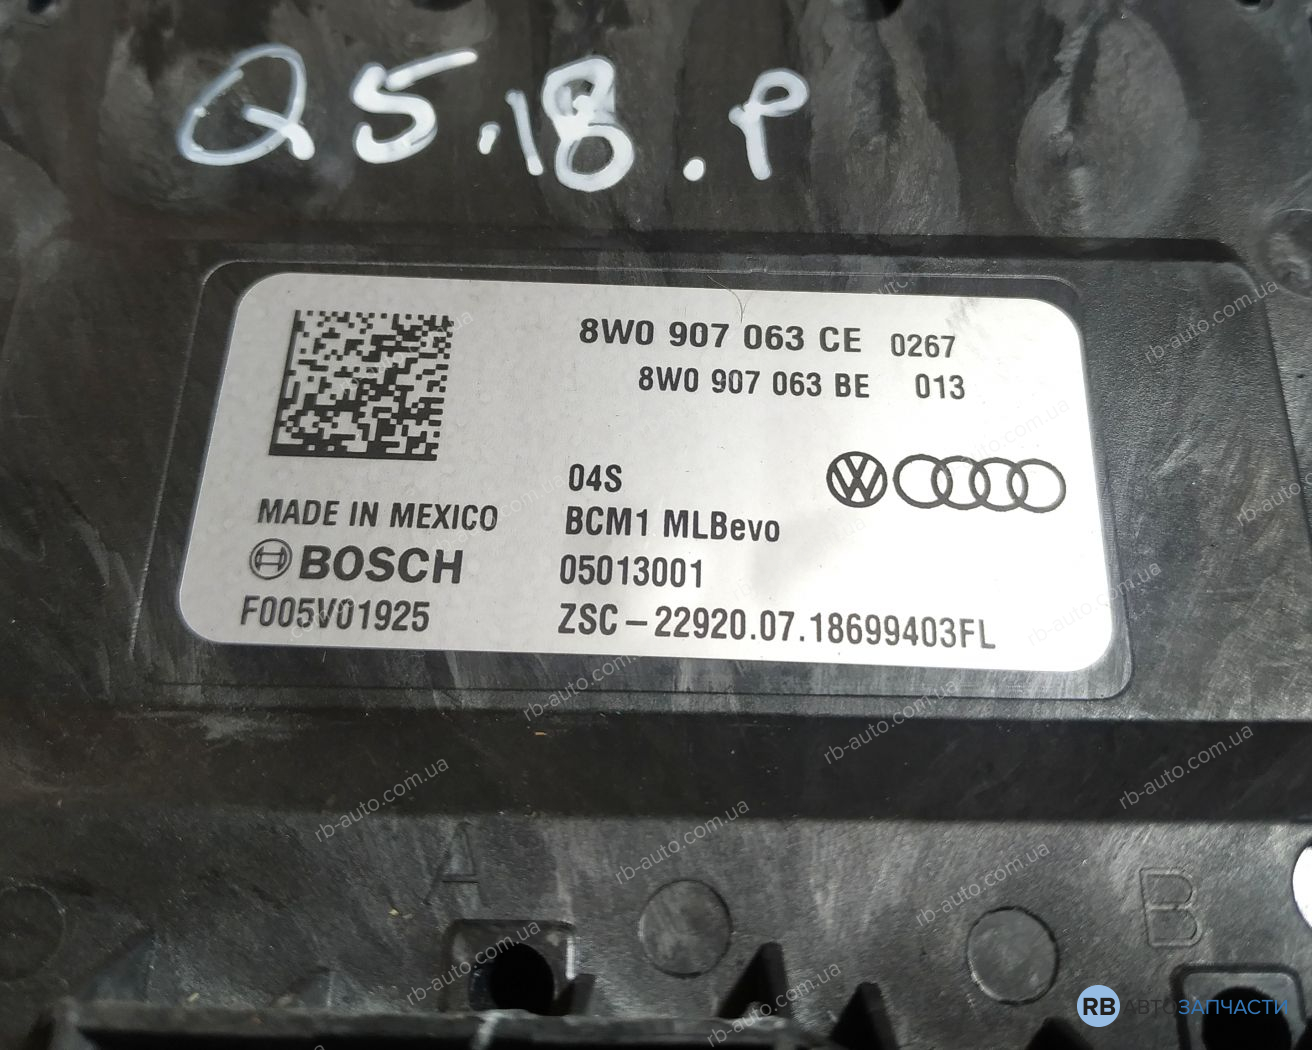 Q5.18.P
8W0 907 063 CE 0267
8W0 907 063 BE 013
04S
MADE IN MEXICO
BCM1 MLBevo
BOSCH
05013001
F005V01925
ZSC-22920.07.18699403FL
A
B
rb-auto.com.ua
RB АВТОЗАПЧАСТИ